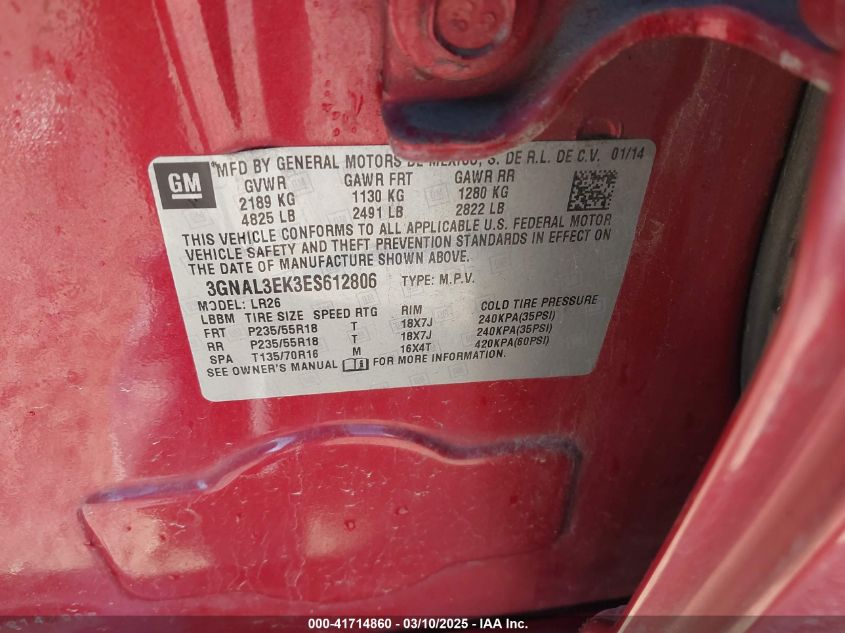 GM
MFD BY GENERAL MOTORS DE MEXICO, S. DE R.L. DE C.V. 01/14
GVWR GAWR FRT GAWR RR
2189 KG 1130 KG 1280 KG
4825 LB 2491 LB 2822 LB
THIS VEHICLE CONFORMS TO ALL APPLICABLE U.S. FEDERAL MOTOR
VEHICLE SAFETY AND THEFT PREVENTION STANDARDS IN EFFECT ON
THE DATE OF MANUFACTURE SHOWN ABOVE.
3GNAL3EK3ES612806 TYPE: M.P.V.
MODEL: LR26
LBBM TIRE SIZE SPEED RTG RIM COLD TIRE PRESSURE
FRT P235/55R18 T 18X7J 240KPA(35PSI)
RR P235/55R18 T 18X7J 240KPA(35PSI)
SPA T135/70R16 M 16X4T 420KPA(60PSI)
SEE OWNER'S MANUAL FOR MORE INFORMATION.
000-41714860 — 03/10/2025 — IAA Inc.